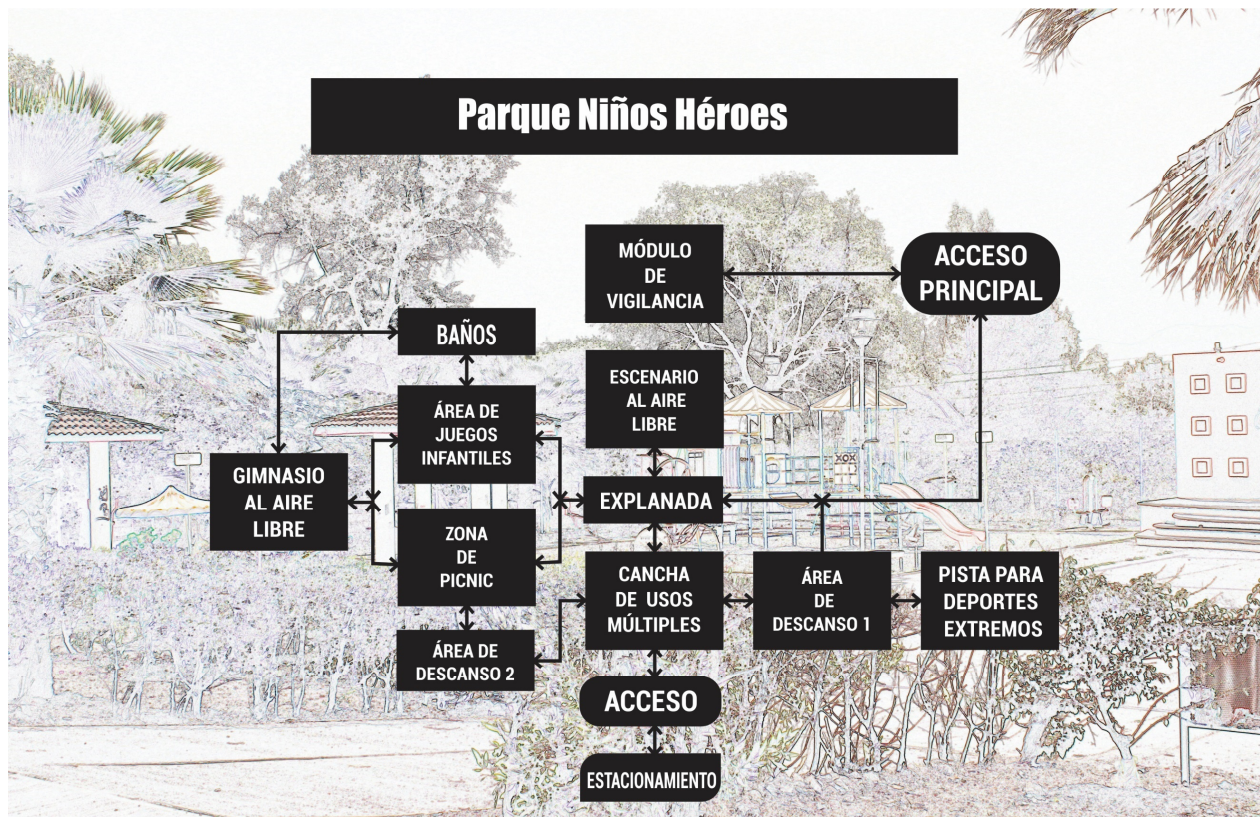 Parque Niños Héroes
MÓDULO
DE
VIGILANCIA
ACCESO
PRINCIPAL
BAÑOS
ESCENARIO
AL AIRE
LIBRE
ÁREA DE
JUEGOS
INFANTILES
GIMNASIO
AL AIRE
LIBRE
EXPLANADA
ZONA
DE
PICNIC
CANCHA
DE USOS
MÚLTIPLES
ÁREA
DE
DESCANSO 1
PISTA PARA
DEPORTES
EXTREMOS
ÁREA DE
DESCANSO 2
ACCESO
ESTACIONAMIENTO